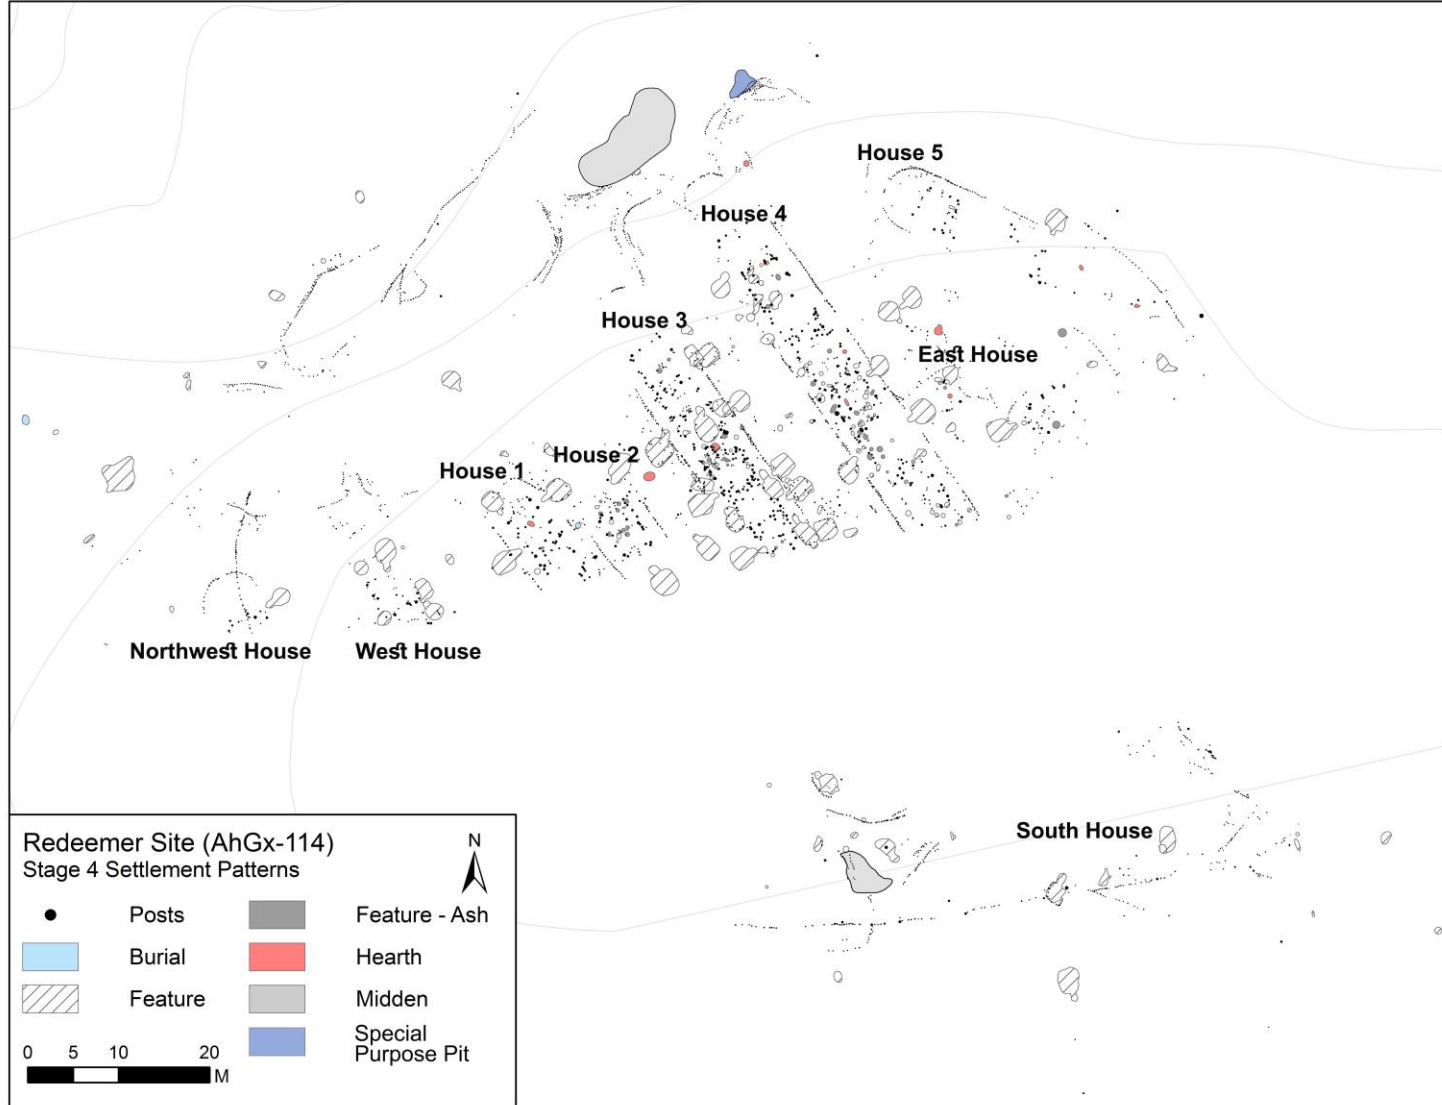 House 5
House 4
House 3
East House
House 2
House 1
Northwest House
West House
South House
Redeemer Site (AhGx-114)
Stage 4 Settlement Patterns
N
Posts
Feature - Ash
Burial
Hearth
Feature
Midden
Special
Purpose Pit
0 5 10 20
M